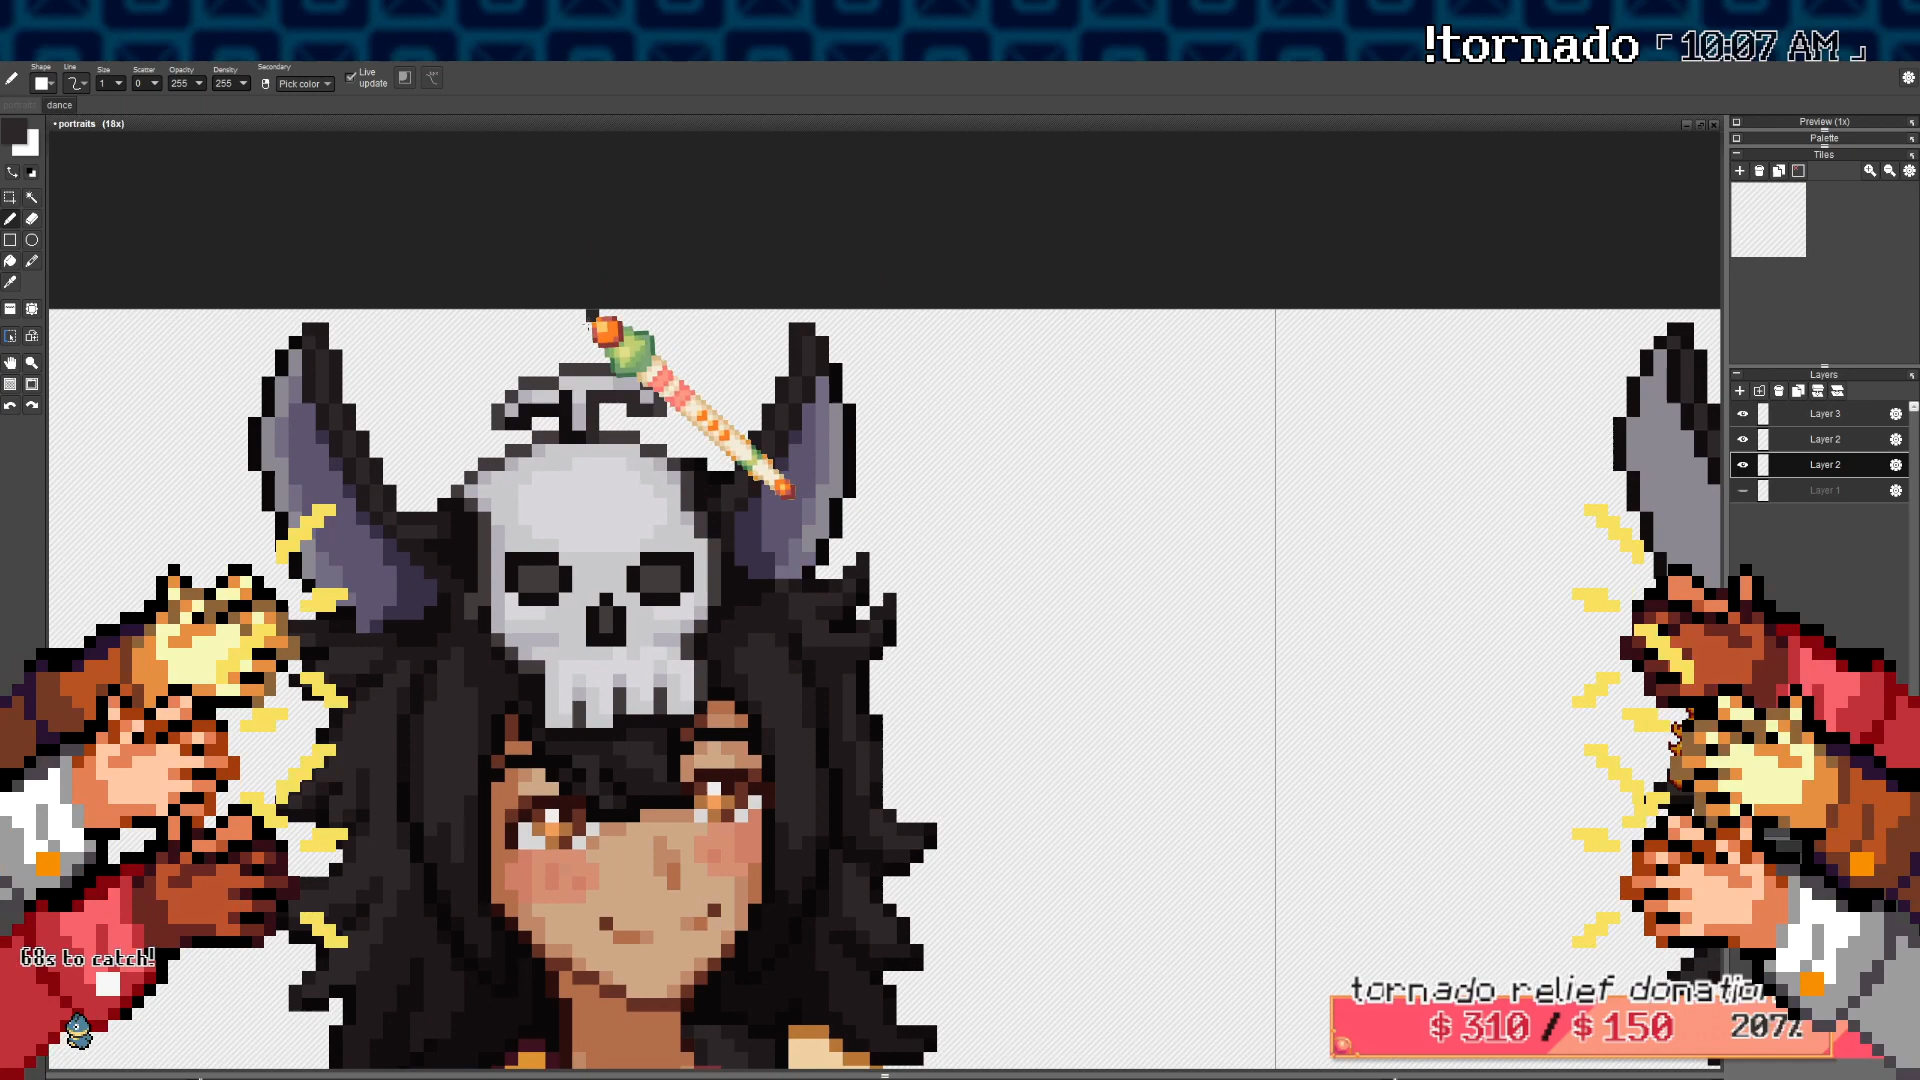 !tornado 「 10:07 AM 」
Shape Line Size Scatter Opacity Density Secondary
1 0 255 255 Pick color Live update
portraits dance
• portraits (18x)
Preview (1x)
Palette
Tiles
Layers
Layer 3
Layer 2
Layer 2
Layer 1
68s to catch!
tornado relief donation
$ 310 / $ 150 207%